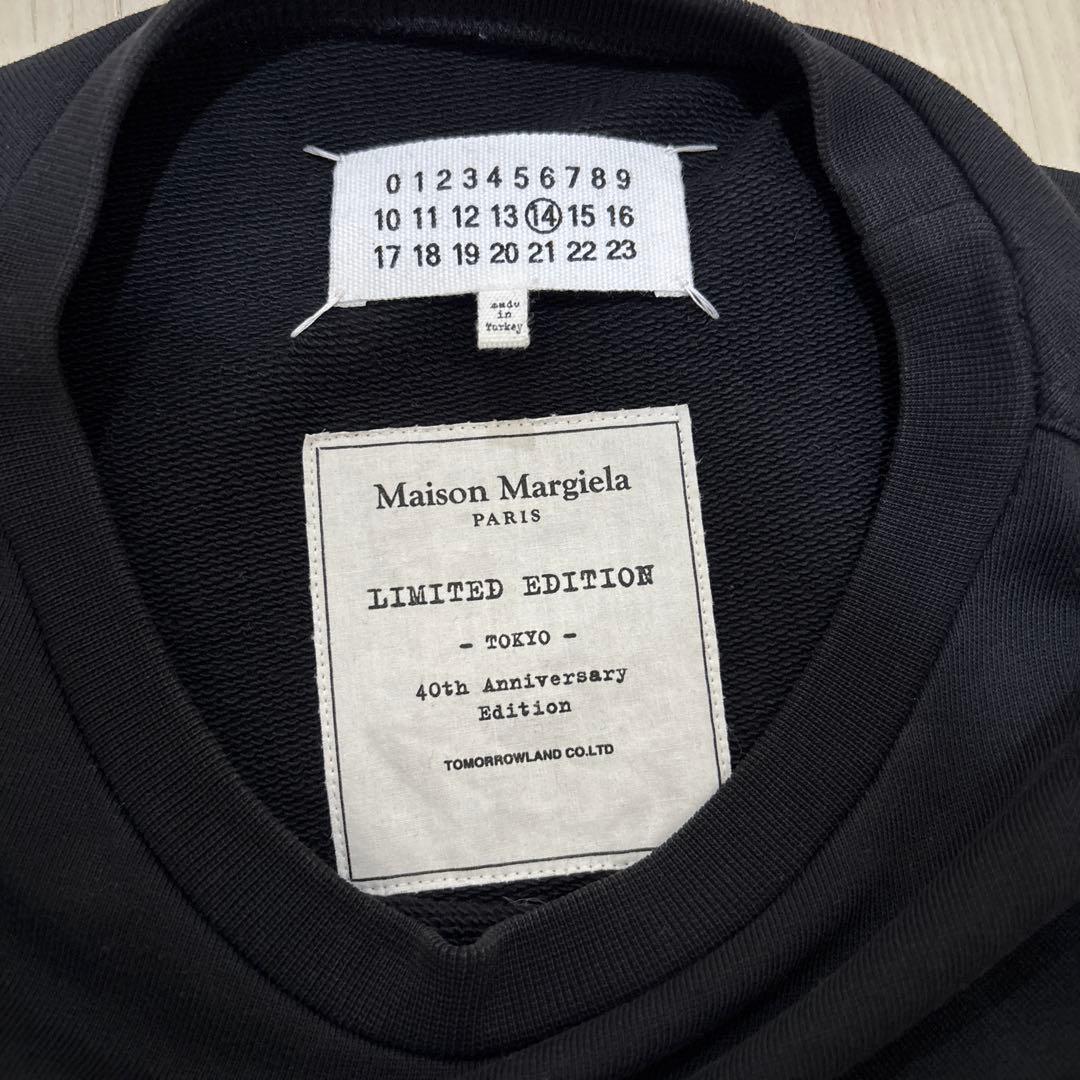 0 1 2 3 4 5 6 7 8 9
10 11 12 13 14 15 16
17 18 19 20 21 22 23
made
in
Turkey
Maison Margiela
PARIS
LIMITED EDITION
- TOKYO -
40th Anniversary
Edition
TOMORROWLAND CO.LTD